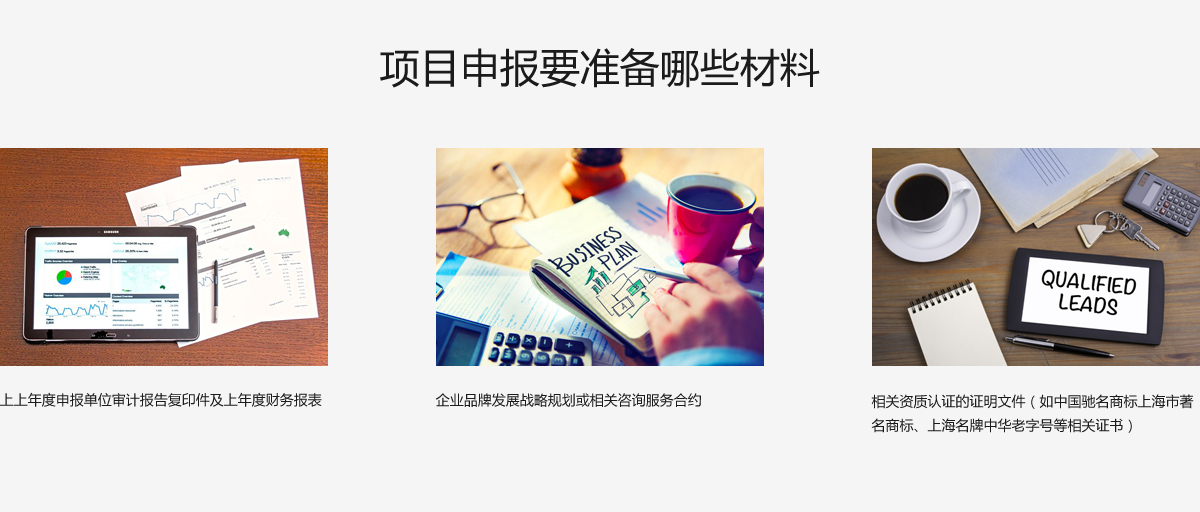 项目申报要准备哪些材料
SAMSUNG
BUSINESS
PLAN
QUALIFIED
LEADS
上上年度申报单位审计报告复印件及上年度财务报表
企业品牌发展战略规划或相关咨询服务合约
相关资质认证的证明文件（如中国驰名商标上海市著
名商标、上海名牌中华老字号等相关证书）